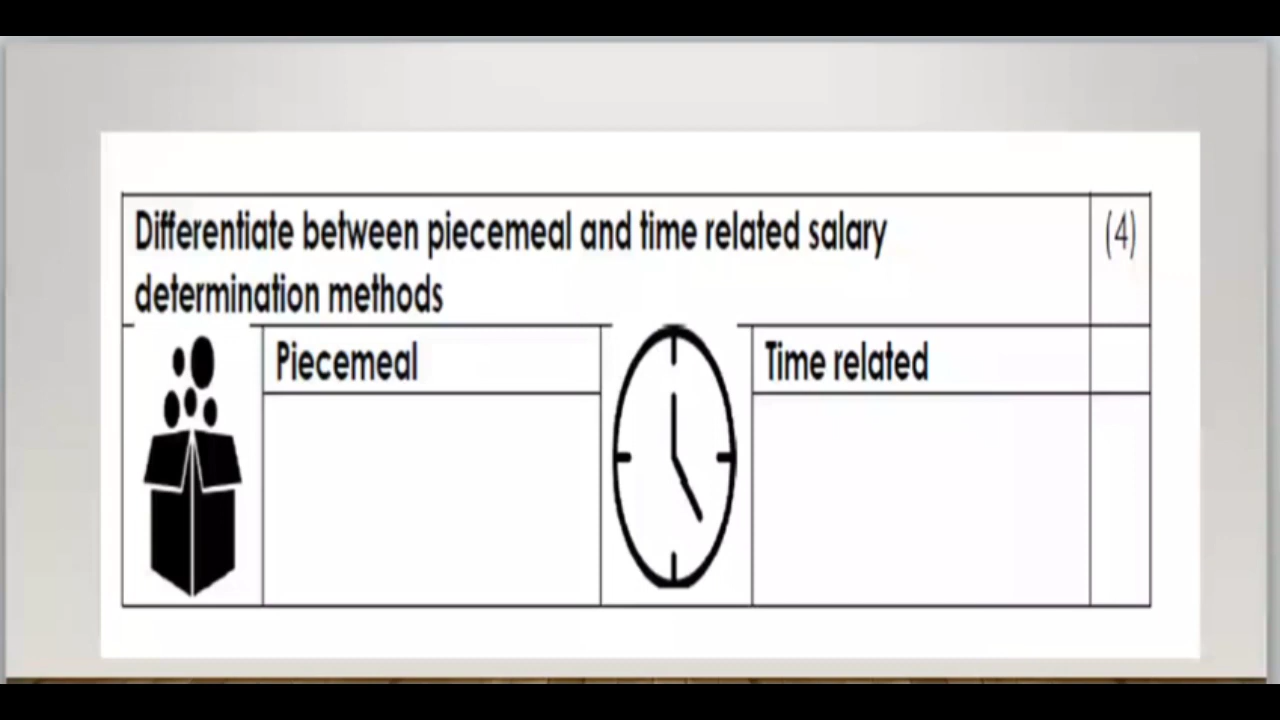 Differentiate between piecemeal and time related salary
(4)
determination methods
Piecemeal
Time related